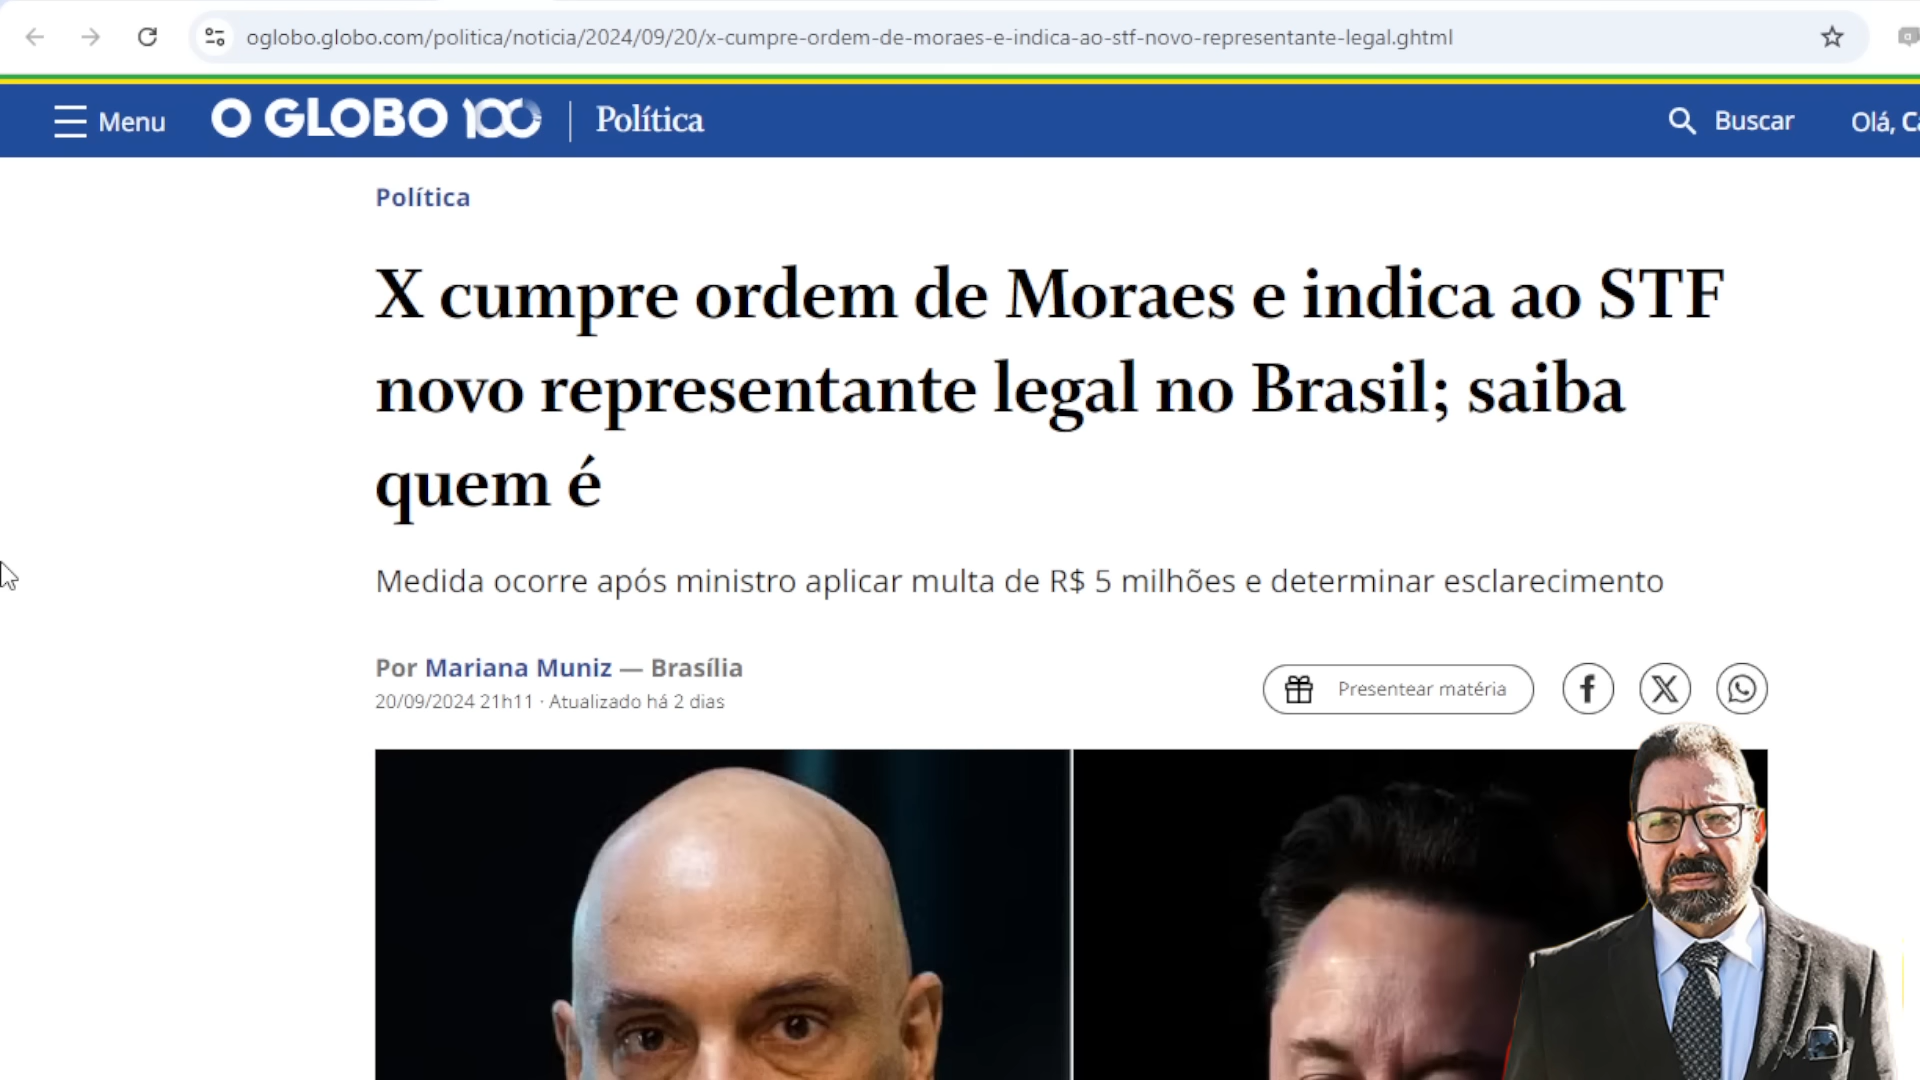 oglobo.globo.com/politica/noticia/2024/09/20/x-cumpre-ordem-de-moraes-e-indica-ao-stf-novo-representante-legal.ghtml
Menu O GLOBO 100 Política Buscar Olá,
Política
X cumpre ordem de Moraes e indica ao STF
novo representante legal no Brasil; saiba
quem é
Medida ocorre após ministro aplicar multa de R$ 5 milhões e determinar esclarecimento
Por Mariana Muniz — Brasília
20/09/2024 21h11 · Atualizado há 2 dias
Presentear matéria